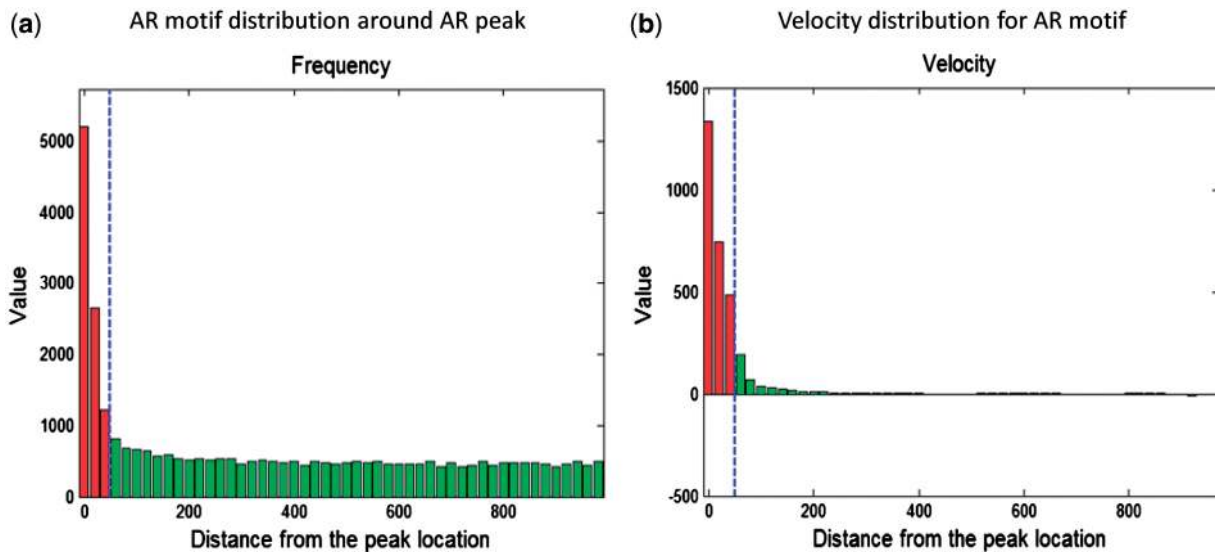 (a) AR motif distribution around AR peak
Frequency
Value
5000
4000
3000
2000
1000
0
0 200 400 600 800
Distance from the peak location
(b) Velocity distribution for AR motif
Velocity
Value
1500
1000
500
0
-500
0 200 400 600 800
Distance from the peak location